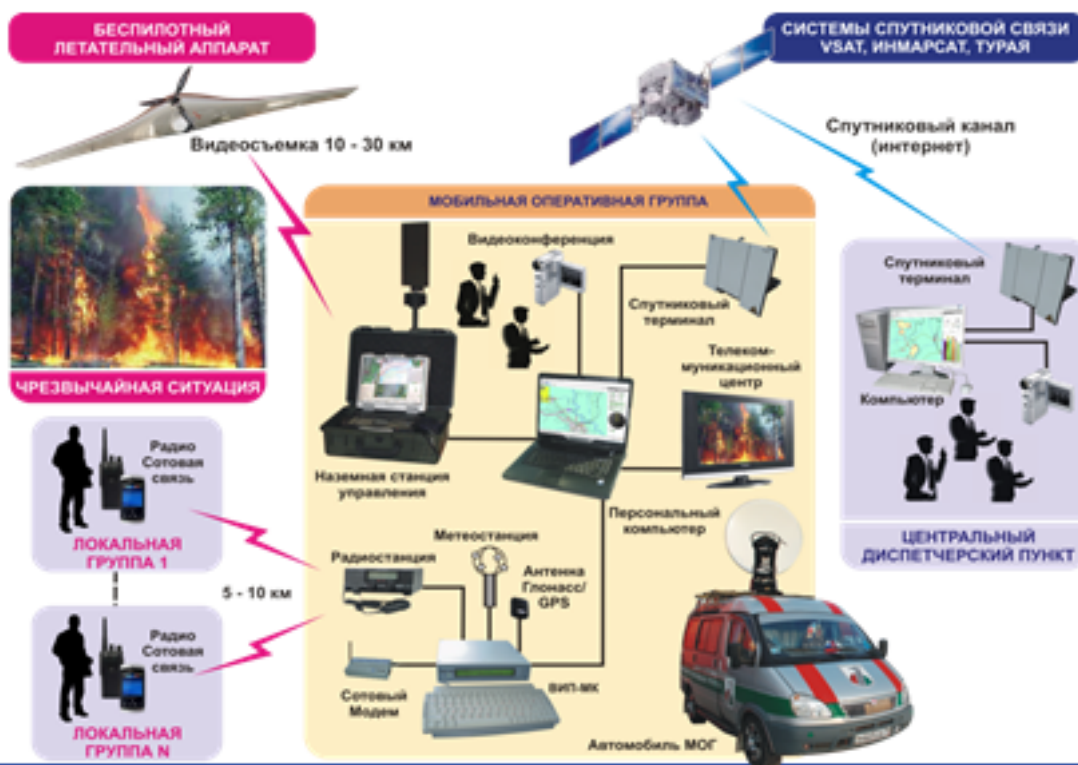 БЕСПИЛОТНЫЙ
ЛЕТАТЕЛЬНЫЙ АППАРАТ
СИСТЕМЫ СПУТНИКОВОЙ СВЯЗИ
VSAT, ИНМАРСАТ, ТУРАЯ
Видеосъемка 10 - 30 км
Спутниковый канал
(интернет)
ЧРЕЗВЫЧАЙНАЯ СИТУАЦИЯ
МОБИЛЬНАЯ ОПЕРАТИВНАЯ ГРУППА
Видеоконференция
Спутниковый
терминал
Телеком-
муникационный
центр
Наземная станция
управления
Персональный
компьютер
Метеостанция
Радиостанция
Антенна
Глонасс/
GPS
Сотовый
Модем
ВИП-МК
Автомобиль МОГ
Спутниковый
терминал
Компьютер
ЦЕНТРАЛЬНЫЙ
ДИСПЕТЧЕРСКИЙ ПУНКТ
Радио
Сотовая
связь
ЛОКАЛЬНАЯ
ГРУППА 1
5 - 10 км
Радио
Сотовая
связь
ЛОКАЛЬНАЯ
ГРУППА N